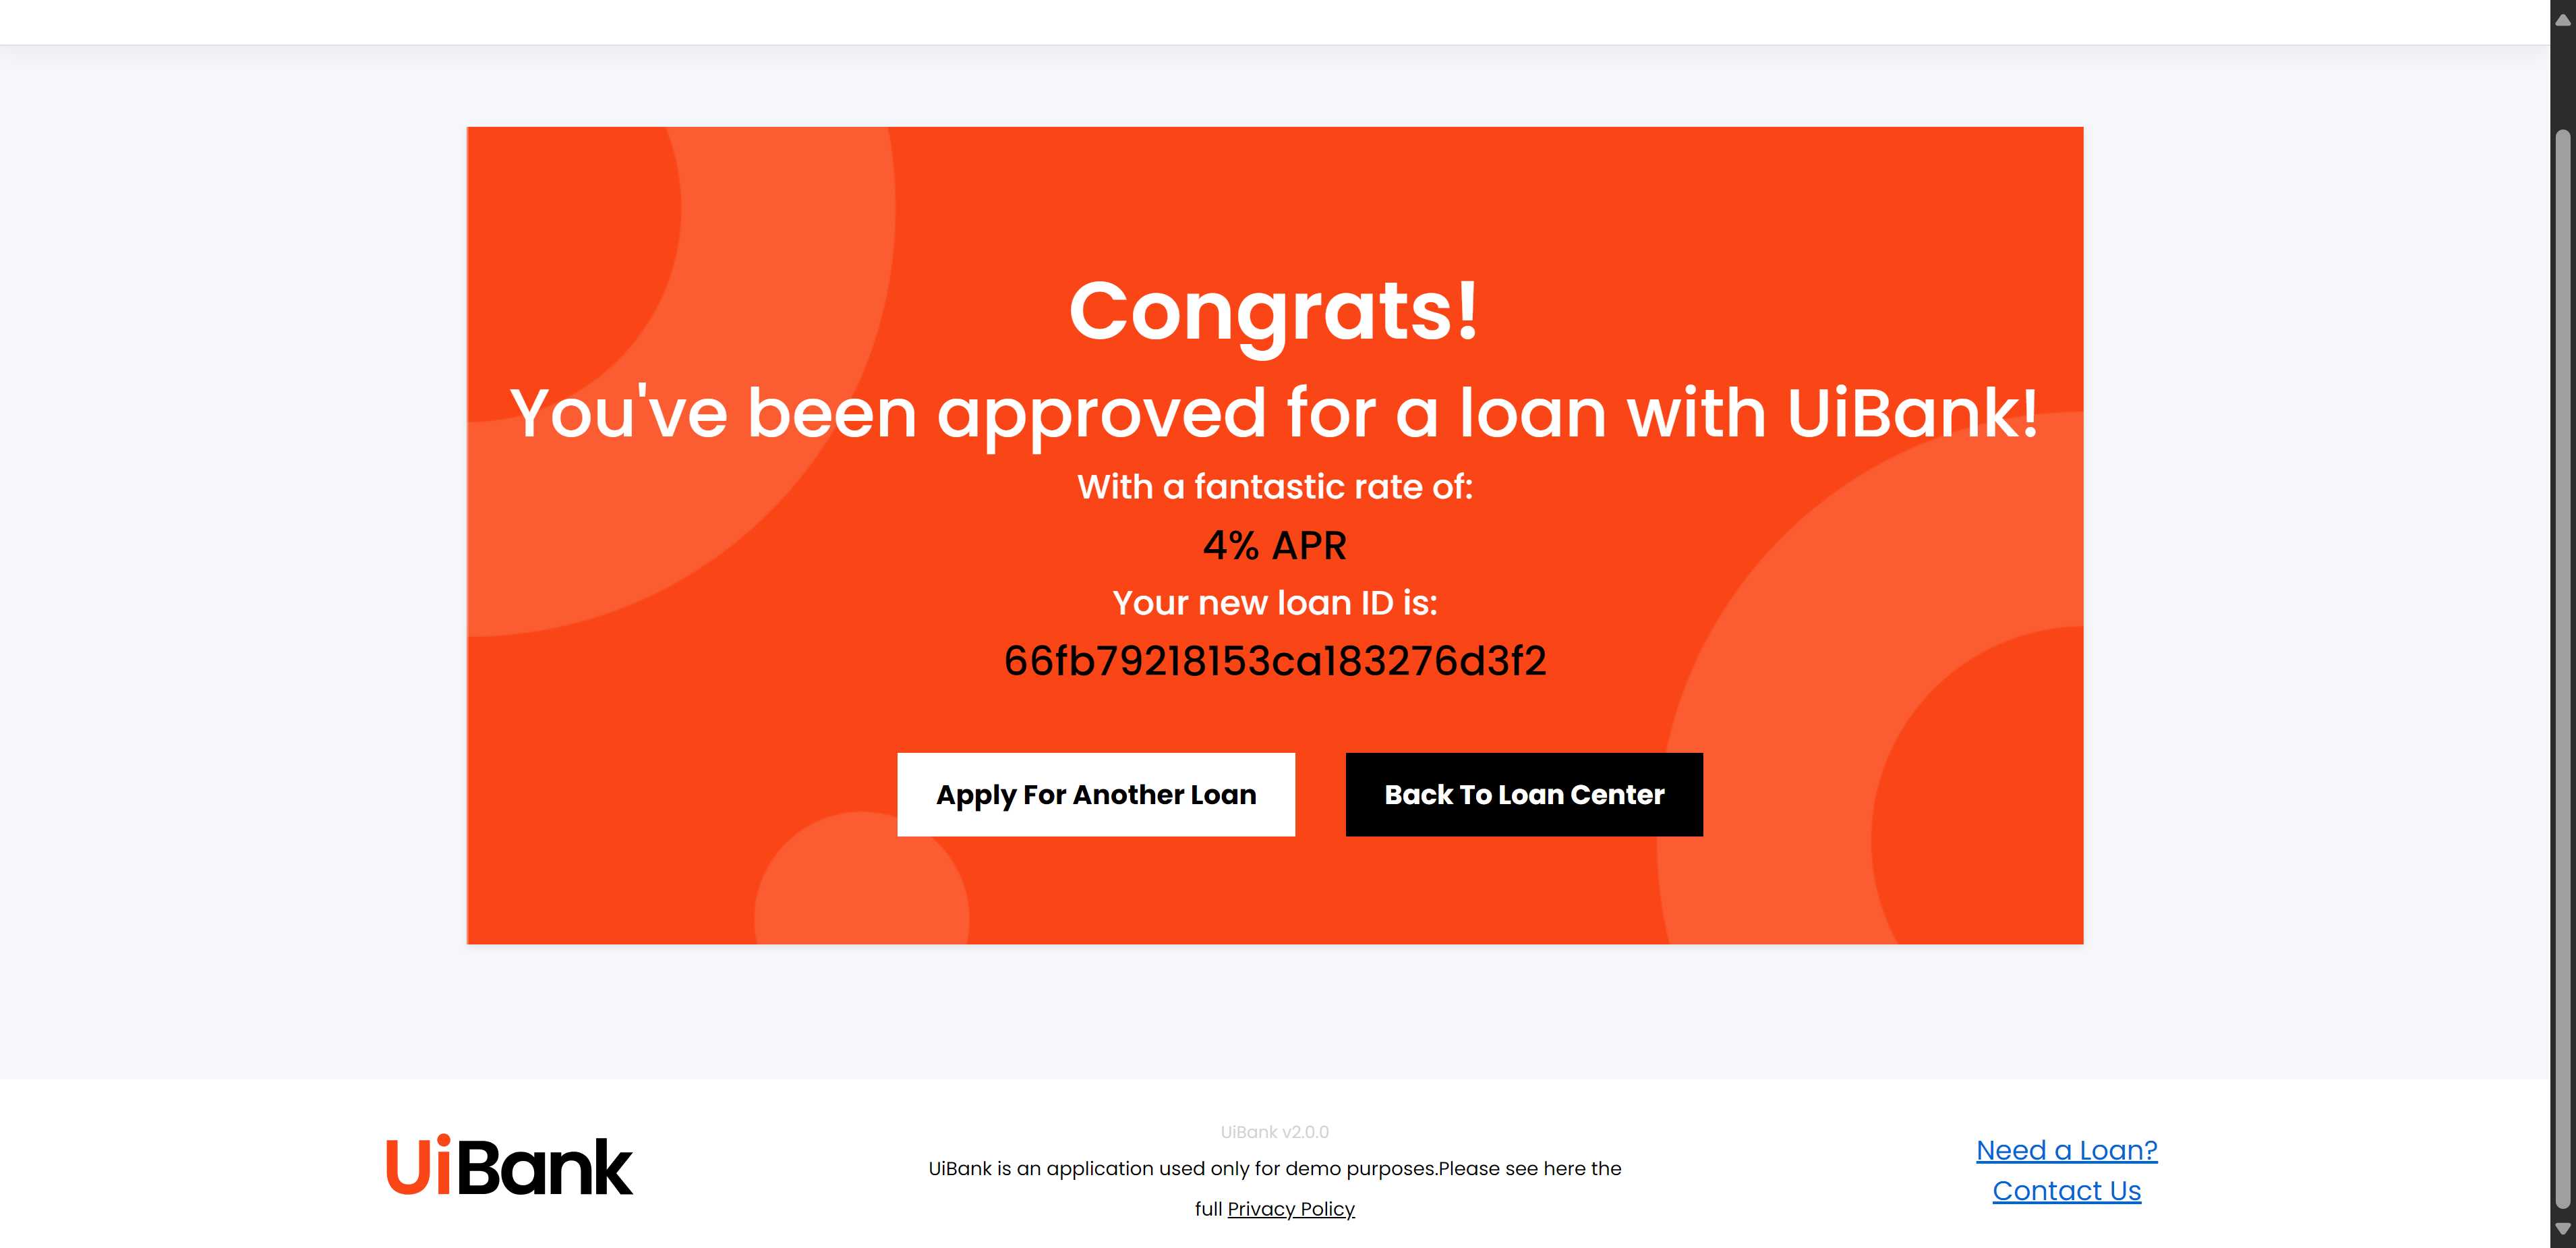 Congrats!
You've been approved for a loan with UiBank!
With a fantastic rate of:
4% APR
Your new loan ID is:
66fb79218153ca183276d3f2
Apply For Another Loan
Back To Loan Center
UiBank
UiBank v2.0.0
UiBank is an application used only for demo purposes.Please see here the
full Privacy Policy
Need a Loan?
Contact Us